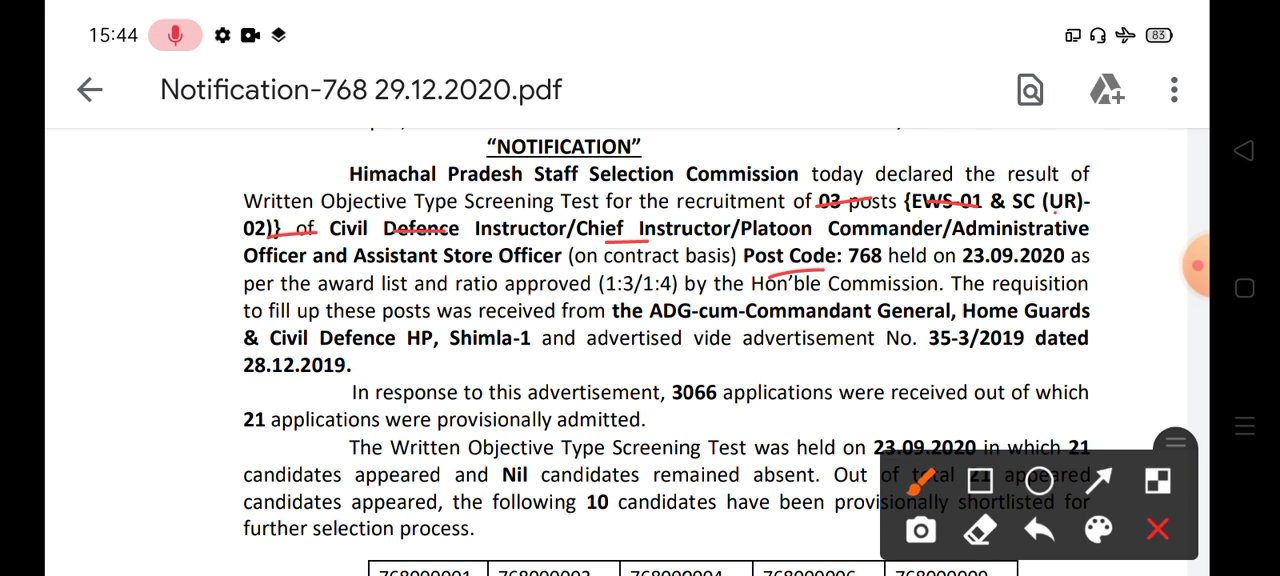 15:44
83
Notification-768 29.12.2020.pdf
“NOTIFICATION”
Himachal Pradesh Staff Selection Commission today declared the result of
Written Objective Type Screening Test for the recruitment of 03 posts {EWS-01 & SC (UR)-
02)} of Civil Defence Instructor/Chief Instructor/Platoon Commander/Administrative
Officer and Assistant Store Officer (on contract basis) Post Code: 768 held on 23.09.2020 as
per the award list and ratio approved (1:3/1:4) by the Hon’ble Commission. The requisition
to fill up these posts was received from the ADG-cum-Commandant General, Home Guards
& Civil Defence HP, Shimla-1 and advertised vide advertisement No. 35-3/2019 dated
28.12.2019.
In response to this advertisement, 3066 applications were received out of which
21 applications were provisionally admitted.
The Written Objective Type Screening Test was held on 23.09.2020 in which 21
candidates appeared and Nil candidates remained absent. Out of total 21 appeared
candidates appeared, the following 10 candidates have been provisionally shortlisted for
further selection process.